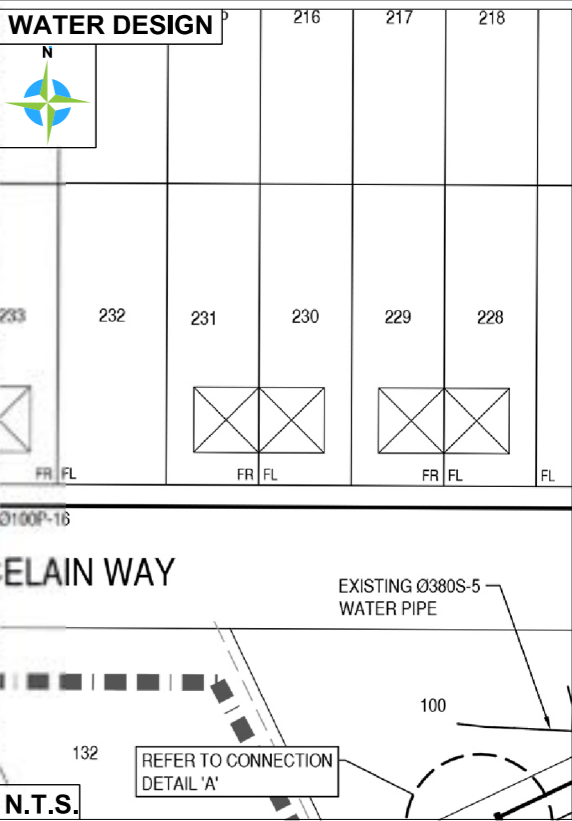 WATER DESIGN
216 217 218
N
233 232 231 230 229 228
FR FL FR FL FR FL FL
Ø100P-16
ELAIN WAY
EXISTING Ø380S-5
WATER PIPE
100
132
REFER TO CONNECTION
DETAIL 'A'
N.T.S.